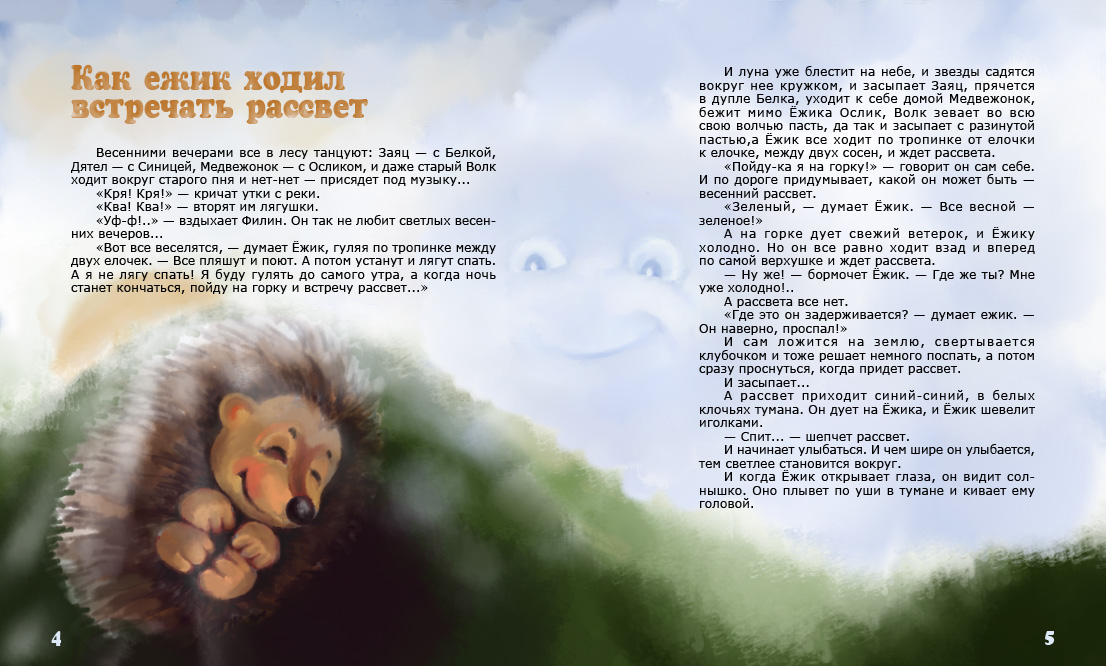 Как ежик ходил
встречать рассвет
Весенними вечерами все в лесу танцуют: Заяц — с Белкой,
Дятел — с Синицей, Медвежонок — с Осликом, и даже старый Волк
ходит вокруг старого пня и нет-нет — присядет под музыку...
«Кря! Кря!» — кричат утки с реки.
«Ква! Ква!» — вторят им лягушки.
«Уф-ф!..» — вздыхает Филин. Он так не любит светлых весен-
них вечеров...
«Вот все веселятся, — думает Ёжик, гуляя по тропинке между
двух елочек. — Все пляшут и поют. А потом устанут и лягут спать.
А я не лягу спать! Я буду гулять до самого утра, а когда ночь
станет кончаться, пойду на горку и встречу рассвет...»
4
И луна уже блестит на небе, и звезды садятся
вокруг нее кружком, и засыпает Заяц, прячется
в дупле Белка, уходит к себе домой Медвежонок,
бежит мимо Ёжика Ослик, Волк зевает во всю
свою волчью пасть, да так и засыпает с разинутой
пастью,а Ёжик все ходит по тропинке от елочки
к елочке, между двух сосен, и ждет рассвета.
«Пойду-ка я на горку!» — говорит он сам себе.
И по дороге придумывает, какой он может быть —
весенний рассвет.
«Зеленый, — думает Ёжик. — Все весной —
зеленое!»
А на горке дует свежий ветерок, и Ёжику
холодно. Но он все равно ходит взад и вперед
по самой верхушке и ждет рассвета.
— Ну же! — бормочет Ёжик. — Где же ты? Мне
уже холодно!..
А рассвета все нет.
«Где это он задерживается? — думает ежик. —
Он наверно, проспал!»
И сам ложится на землю, свертывается
клубочком и тоже решает немного поспать, а потом
сразу проснуться, когда придет рассвет.
И засыпает...
А рассвет приходит синий-синий, в белых
клочьях тумана. Он дует на Ёжика, и Ёжик шевелит
иголками.
— Спит... — шепчет рассвет.
И начинает улыбаться. И чем шире он улыбается,
тем светлее становится вокруг.
И когда Ёжик открывает глаза, он видит сол-
нышко. Оно плывет по уши в тумане и кивает ему
головой.
5